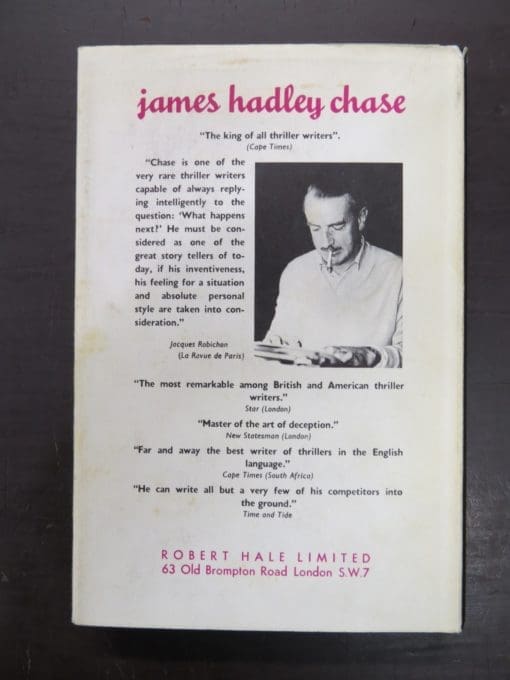 james hadley chase
"The king of all thriller writers".
(Cape Times)
"Chase is one of the
very rare thriller writers
capable of always reply-
ing intelligently to the
question: 'What happens
next?' He must be con-
sidered as one of the
great story tellers of to-
day, if his inventiveness,
his feeling for a situation
and absolute personal
style are taken into con-
sideration."
Jacques Robichan
(La Revue de Paris)
"The most remarkable among British and American thriller
writers."
Star (London)
"Master of the art of deception."
New Statesman (London)
"Far and away the best writer of thrillers in the English
language."
Cape Times (South Africa)
"He can write all but a very few of his competitors into
the ground."
Time and Tide
ROBERT HALE LIMITED
63 Old Brompton Road London S.W.7